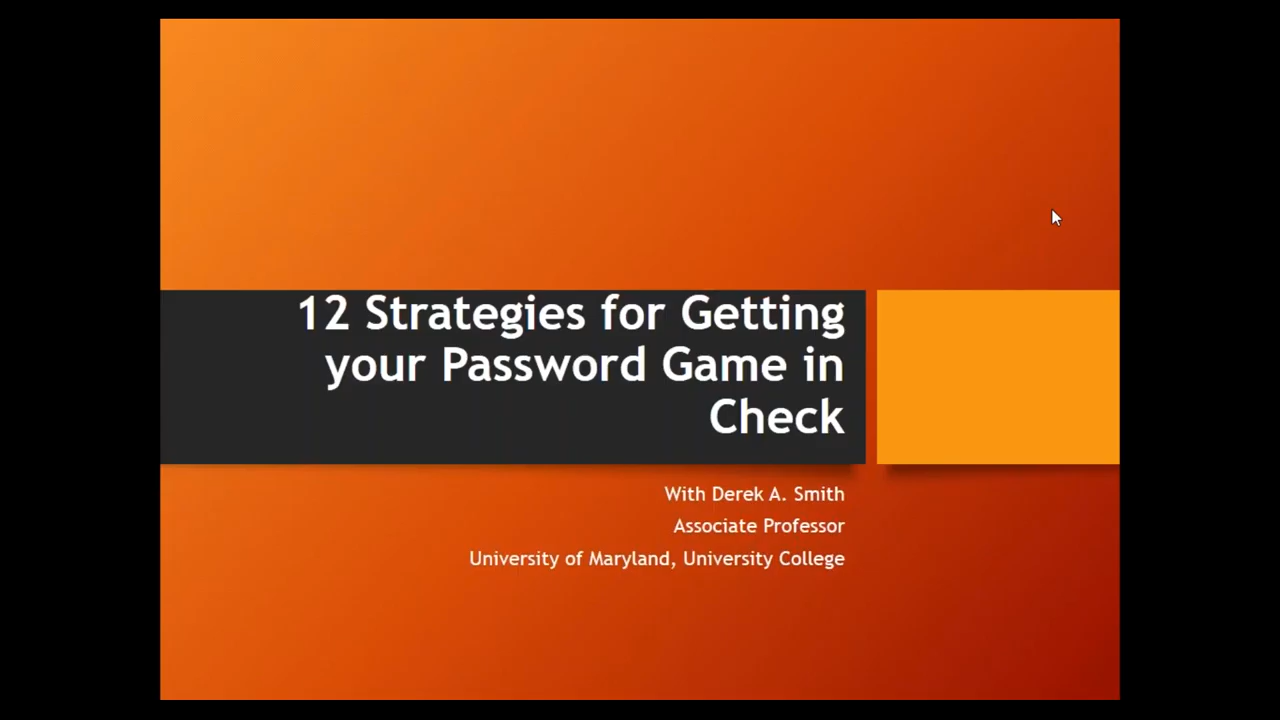 12 Strategies for Getting
your Password Game in
Check
With Derek A. Smith
Associate Professor
University of Maryland, University College